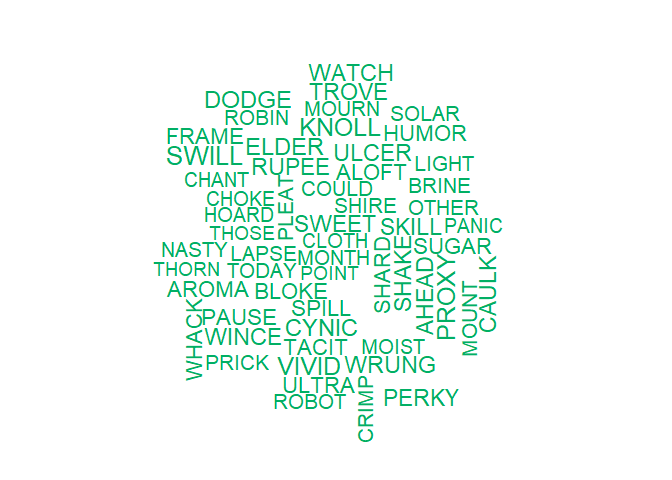 WATCH
TROVE
DODGE
MOURN
SOLAR
ROBIN
KNOLL
HUMOR
FRAME
ELDER
ULCER
SWILL
RUPEE
ALOFT
LIGHT
CHANT
COULD
BRINE
CHOKE
PLEAT
SHIRE
OTHER
HOARD
SWEET
SKILL
PANIC
THOSE
CLOTH
SUGAR
NASTY
LAPSE
MONTH
SHARD
SHAKE
THORN
TODAY
POINT
AHEAD
PROXY
CAULK
AROMA
BLOKE
SPILL
MOUNT
WHACK
PAUSE
CYNIC
WINCE
TACIT
MOIST
PRICK
VIVID
WRUNG
ULTRA
ROBOT
CRIMP
PERKY